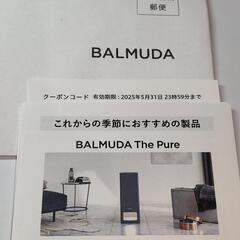 郵便
BALMUDA
クーポンコード 有効期限 : 2025年5月31日 23時59分まで
これからの季節におすすめの製品
BALMUDA The Pure